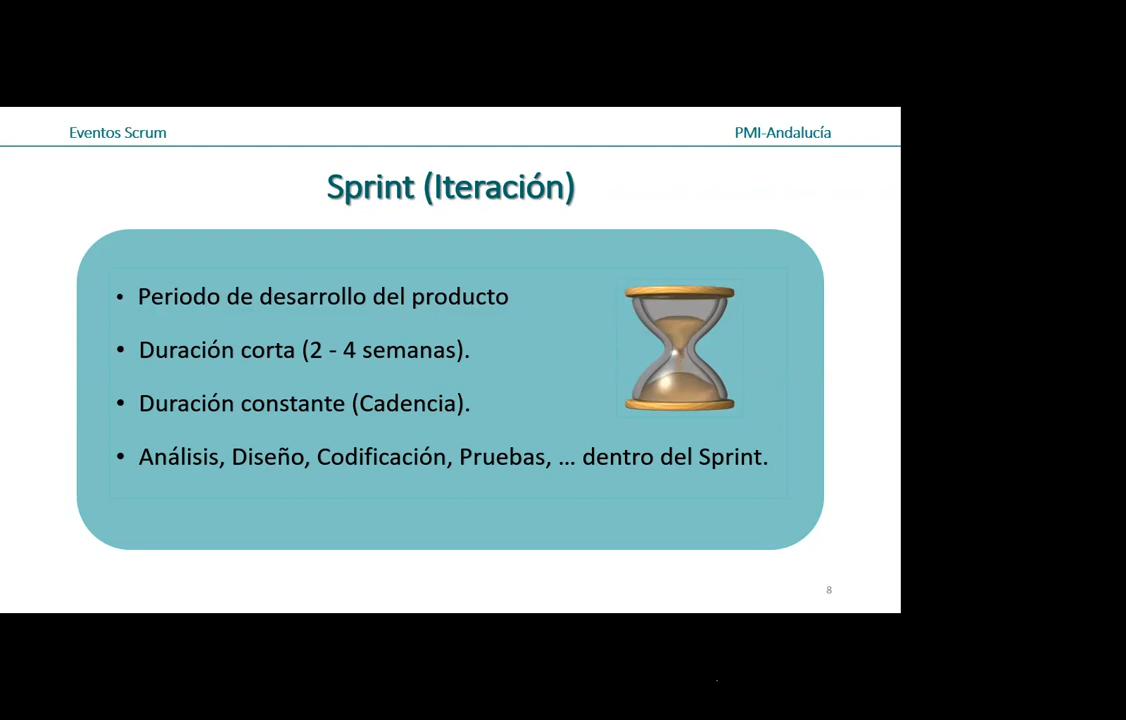 Eventos Scrum
PMI-Andalucía
Sprint (Iteración)
• Periodo de desarrollo del producto
• Duración corta (2 - 4 semanas).
• Duración constante (Cadencia).
• Análisis, Diseño, Codificación, Pruebas, ... dentro del Sprint.
8